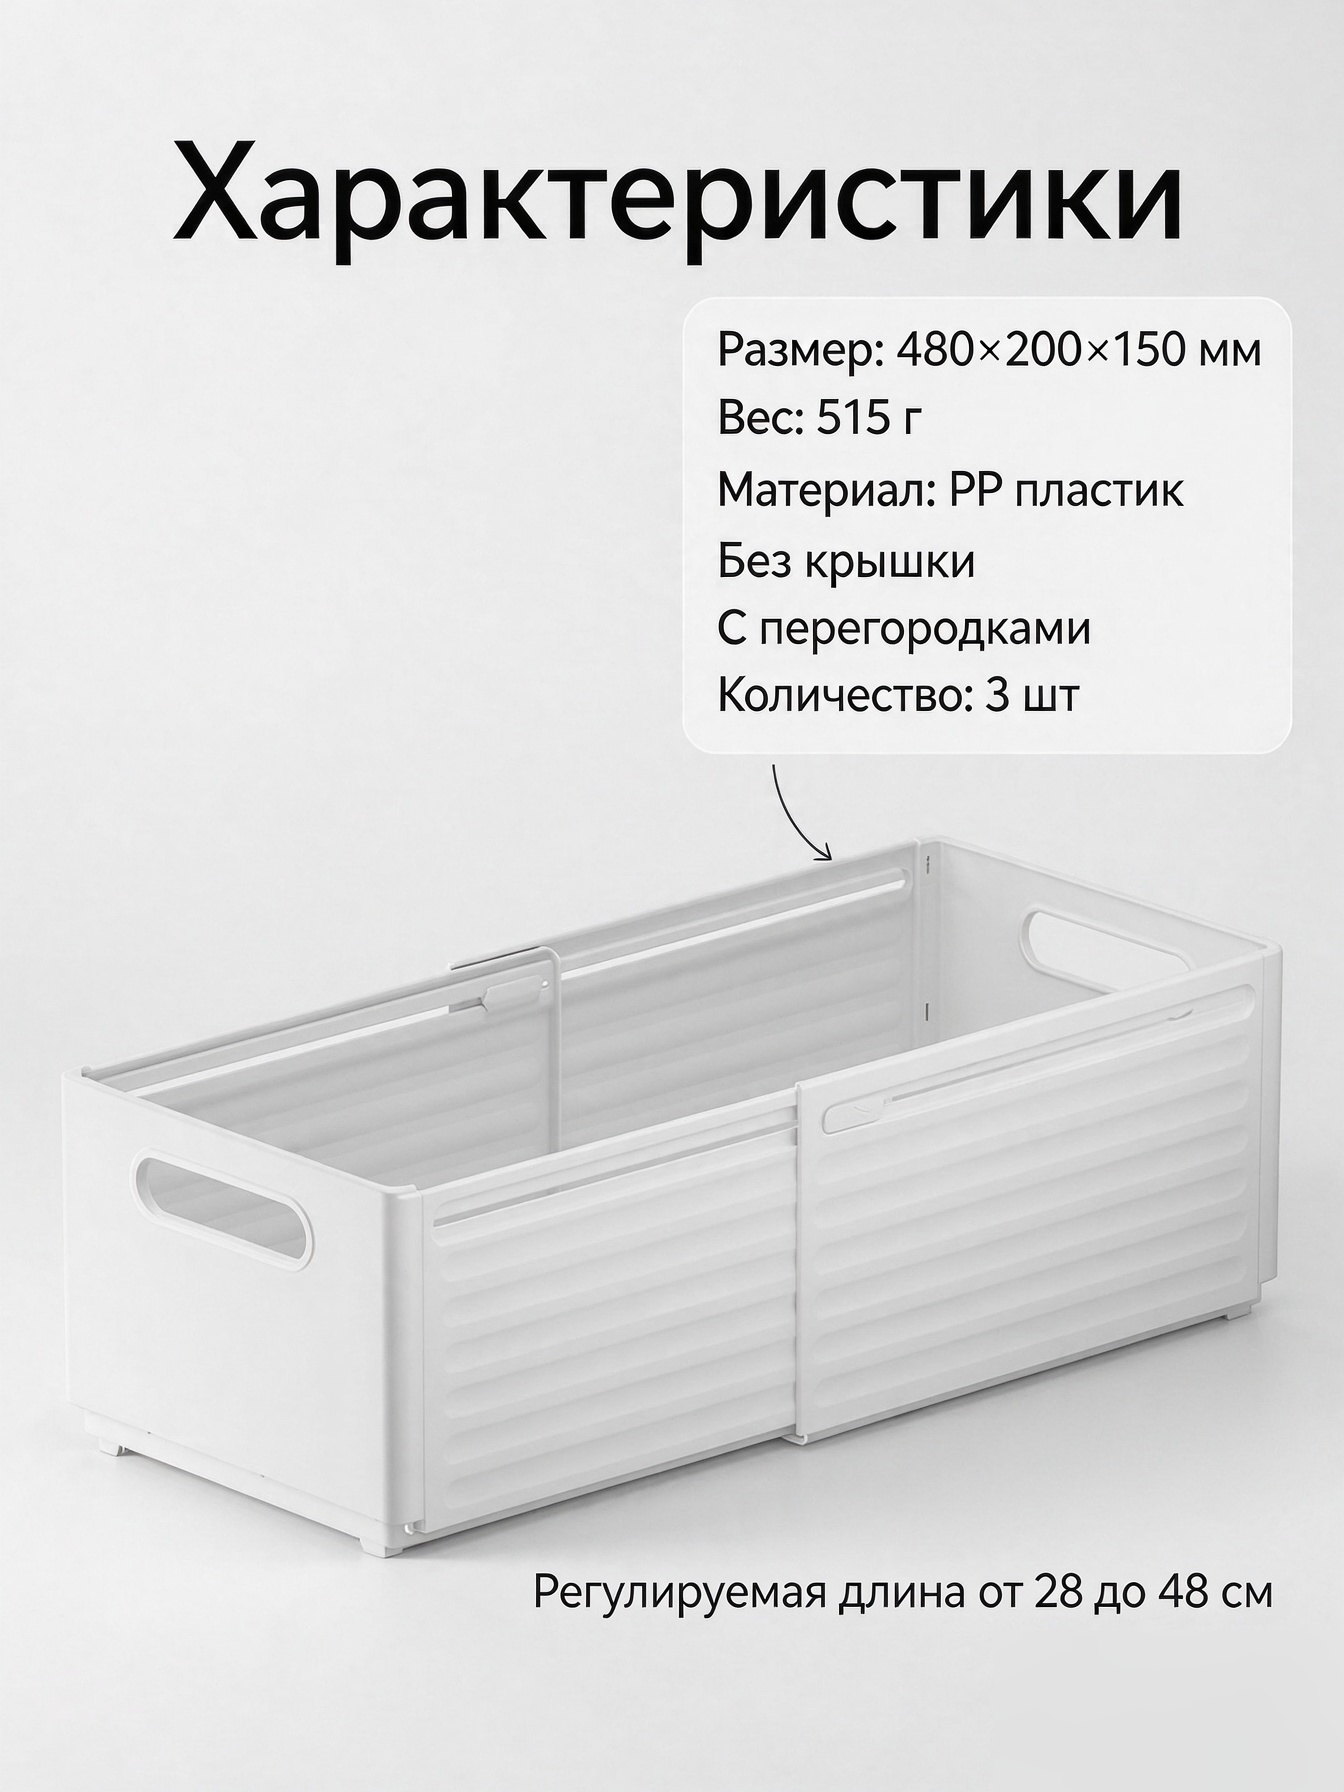 Характеристики
Размер: 480×200×150 мм
Вес: 515 г
Материал: PP пластик
Без крышки
С перегородками
Количество: 3 шт
Регулируемая длина от 28 до 48 см